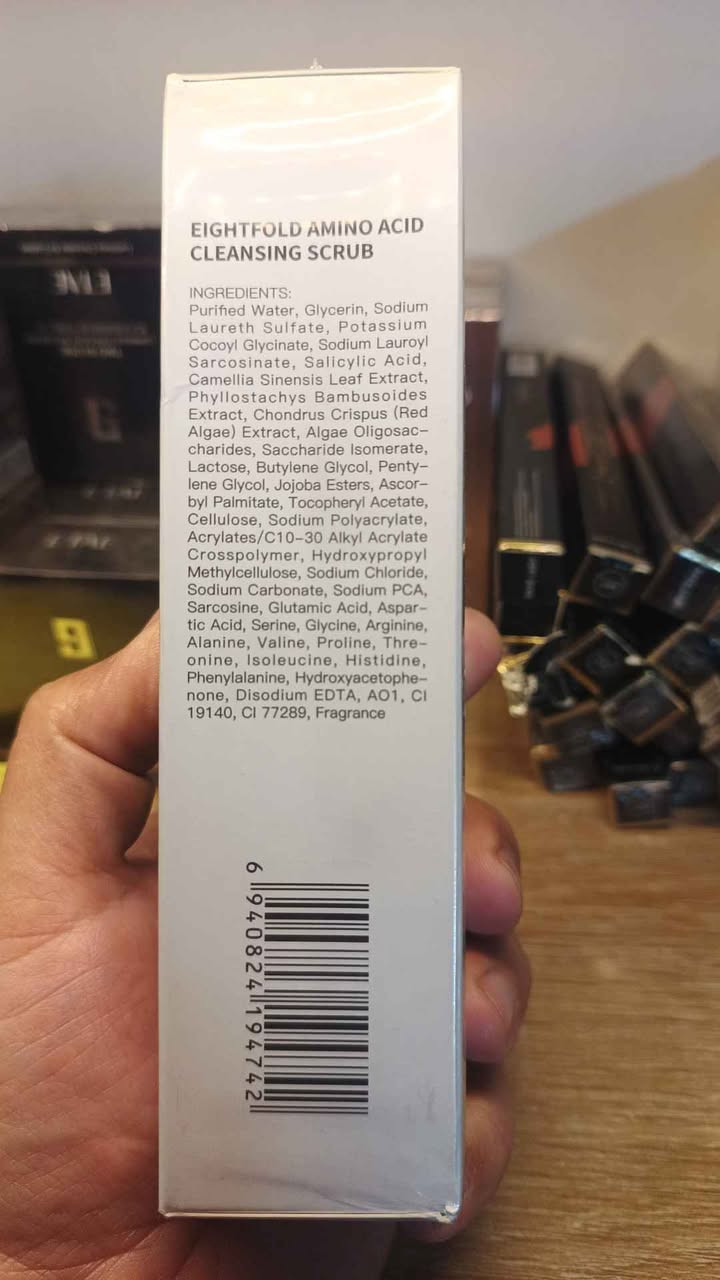 EIGHTFOLD AMINO ACID
CLEANSING SCRUB
INGREDIENTS:
Purified Water, Glycerin, Sodium
Laureth Sulfate, Potassium
Cocoyl Glycinate, Sodium Lauroyl
Sarcosinate, Salicylic Acid,
Camellia Sinensis Leaf Extract,
Phyllostachys Bambusoides
Extract, Chondrus Crispus (Red
Algae) Extract, Algae Oligosac-
charides, Saccharide Isomerate,
Lactose, Butylene Glycol, Penty-
lene Glycol, Jojoba Esters, Ascor-
byl Palmitate, Tocopheryl Acetate,
Cellulose, Sodium Polyacrylate,
Acrylates/C10-30 Alkyl Acrylate
Crosspolymer, Hydroxypropyl
Methylcellulose, Sodium Chloride,
Sodium Carbonate, Sodium PCA,
Sarcosine, Glutamic Acid, Aspar-
tic Acid, Serine, Glycine, Arginine,
Alanine, Valine, Proline, Thre-
onine, Isoleucine, Histidine,
Phenylalanine, Hydroxyacetophe-
none, Disodium EDTA, AO1, CI
19140, CI 77289, Fragrance
6 940824 194742